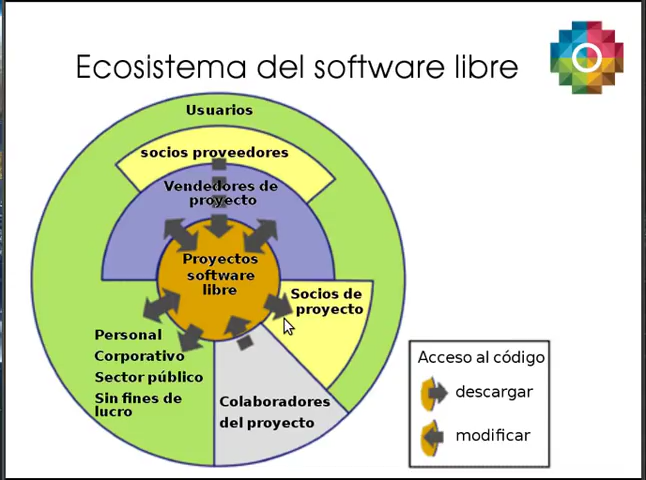 Ecosistema del software libre
Usuarios
socios proveedores
Vendedores de
proyecto
Proyectos
software
libre
Socios de
proyecto
Personal
Corporativo
Sector público
Sin fines de
lucro
Colaboradores
del proyecto
Acceso al código
descargar
modificar